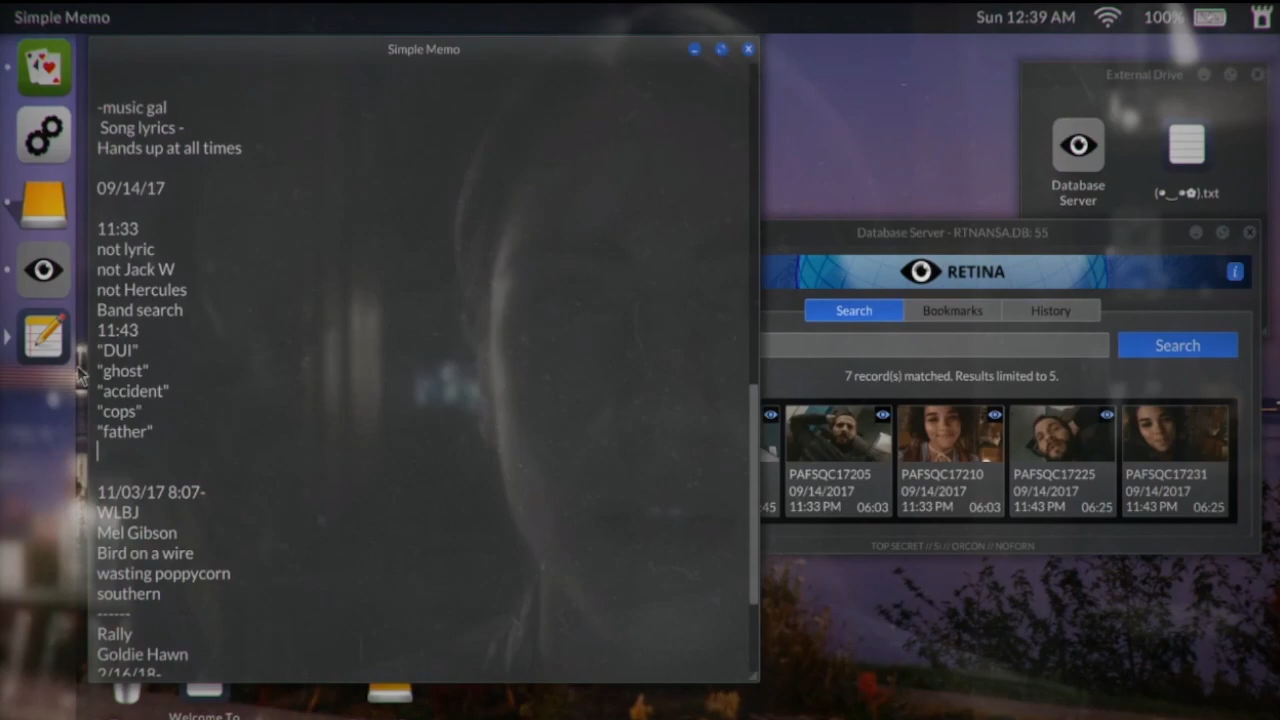 Simple Memo
Sun 12:39 AM
100%
Simple Memo
-music gal
Song lyrics -
Hands up at all times
09/14/17
11:33
not lyric
not Jack W
not Hercules
Band search
11:43
"DUI"
"ghost"
"accident"
"cops"
"father"
11/03/17 8:07-
WLBJ
Mel Gibson
Bird on a wire
wasting poppycorn
southern
------
Rally
Goldie Hawn
2/16/18-
External Drive
Database
Server
(•‿•✿).txt
Database Server - RTNANSA.DB: 55
RETINA
i
Search
Bookmarks
History
Search
7 record(s) matched. Results limited to 5.
:45
PAFSQC17205
09/14/2017
11:33 PM 06:03
PAFSQC17210
09/14/2017
11:33 PM 06:03
PAFSQC17225
09/14/2017
11:43 PM 06:25
PAFSQC17231
09/14/2017
11:43 PM 06:25
TOP SECRET // SI // ORCON // NOFORN
Welcome To